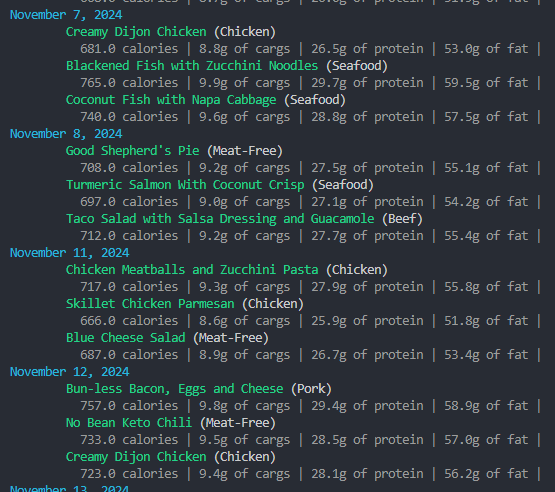 November 7, 2024
Creamy Dijon Chicken (Chicken)
681.0 calories | 8.8g of cargs | 26.5g of protein | 53.0g of fat |
Blackened Fish with Zucchini Noodles (Seafood)
765.0 calories | 9.9g of cargs | 29.7g of protein | 59.5g of fat |
Coconut Fish with Napa Cabbage (Seafood)
740.0 calories | 9.6g of cargs | 28.8g of protein | 57.5g of fat |
November 8, 2024
Good Shepherd's Pie (Meat-Free)
708.0 calories | 9.2g of cargs | 27.5g of protein | 55.1g of fat |
Turmeric Salmon With Coconut Crisp (Seafood)
697.0 calories | 9.0g of cargs | 27.1g of protein | 54.2g of fat |
Taco Salad with Salsa Dressing and Guacamole (Beef)
712.0 calories | 9.2g of cargs | 27.7g of protein | 55.4g of fat |
November 11, 2024
Chicken Meatballs and Zucchini Pasta (Chicken)
717.0 calories | 9.3g of cargs | 27.9g of protein | 55.8g of fat |
Skillet Chicken Parmesan (Chicken)
666.0 calories | 8.6g of cargs | 25.9g of protein | 51.8g of fat |
Blue Cheese Salad (Meat-Free)
687.0 calories | 8.9g of cargs | 26.7g of protein | 53.4g of fat |
November 12, 2024
Bun-less Bacon, Eggs and Cheese (Pork)
757.0 calories | 9.8g of cargs | 29.4g of protein | 58.9g of fat |
No Bean Keto Chili (Meat-Free)
733.0 calories | 9.5g of cargs | 28.5g of protein | 57.0g of fat |
Creamy Dijon Chicken (Chicken)
723.0 calories | 9.4g of cargs | 28.1g of protein | 56.2g of fat |
November 13, 2024